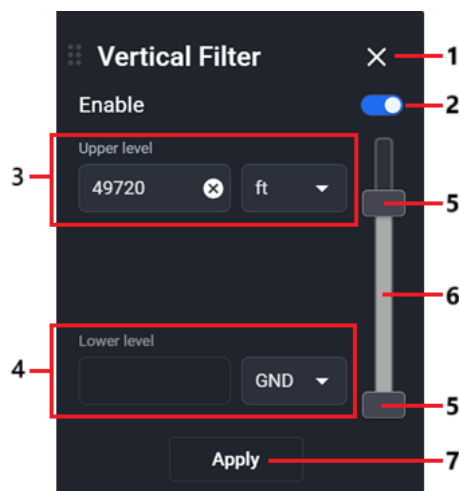 Vertical Filter
1
Enable
2
Upper level
3
49720
ft
5
6
Lower level
4
GND
5
Apply
7